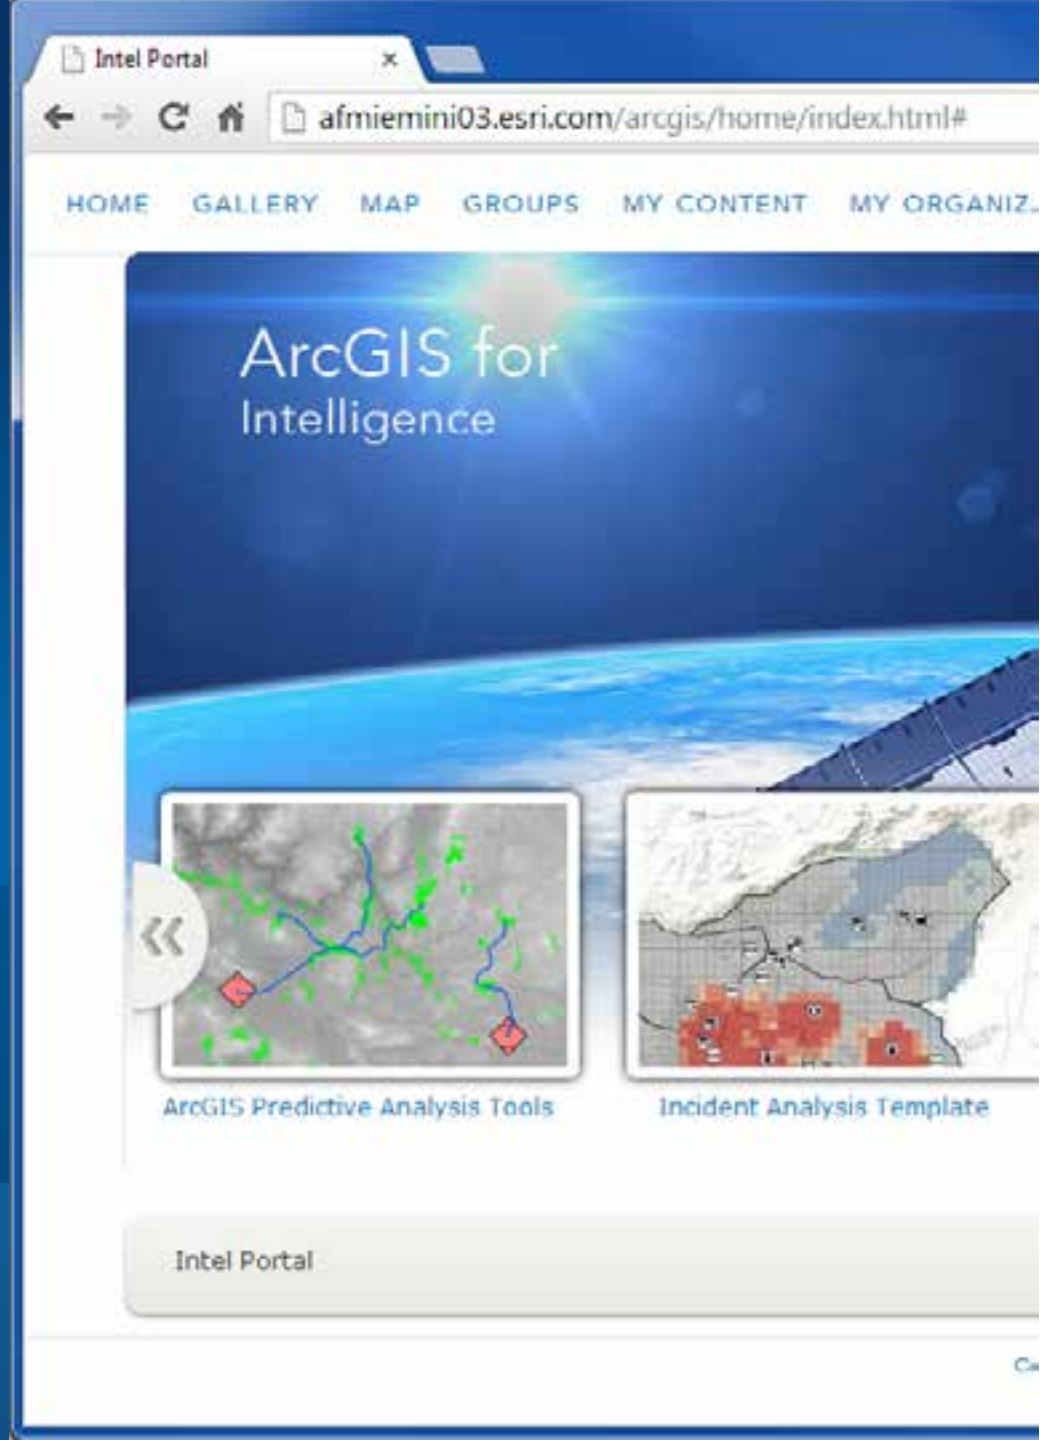 Intel Portal
afmiemini03.esri.com/arcgis/home/index.html#
HOME GALLERY MAP GROUPS MY CONTENT MY ORGANIZ...
ArcGIS for
Intelligence
ArcGIS Predictive Analysis Tools Incident Analysis Template
Intel Portal